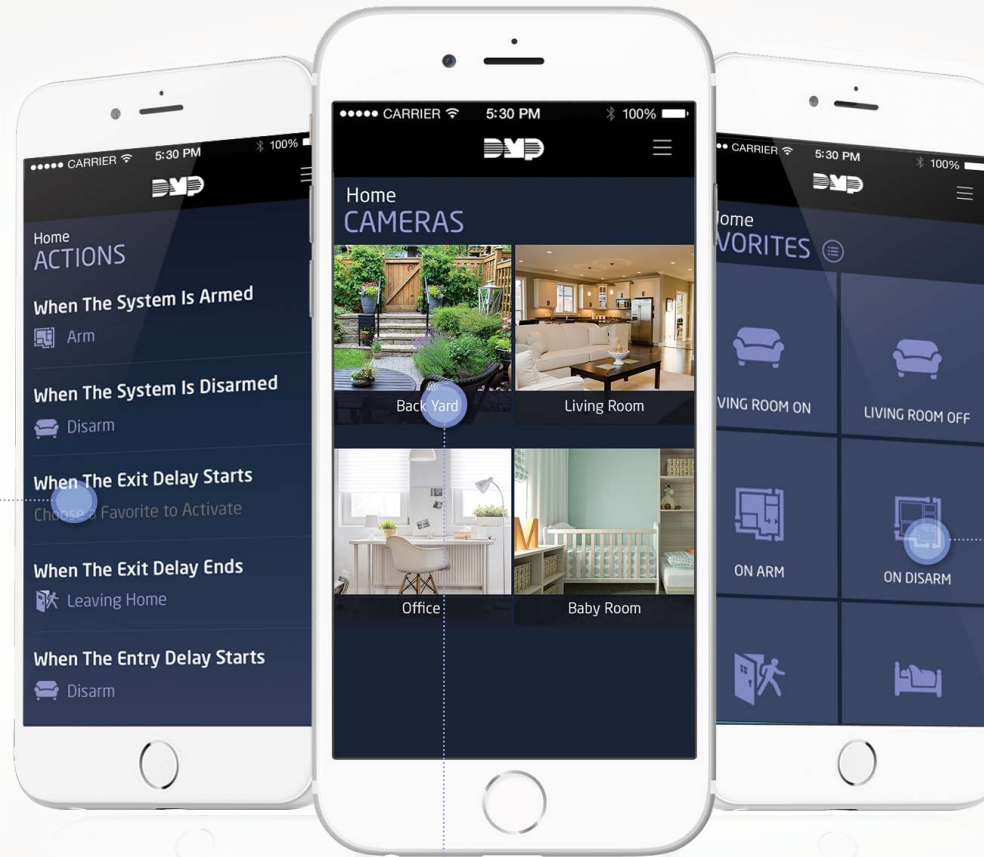 CARRIER
5:30 PM
100%
DMP
Home
ACTIONS
When The System Is Armed
Arm
When The System Is Disarmed
Disarm
When The Exit Delay Starts
Choose a Favorite to Activate
When The Exit Delay Ends
Leaving Home
When The Entry Delay Starts
Disarm
CARRIER
5:30 PM
100%
DMP
Home
CAMERAS
Back Yard
Living Room
Office
Baby Room
M
CARRIER
5:30 PM
100%
DMP
ome
VORITES
VING ROOM ON
LIVING ROOM OFF
ON ARM
ON DISARM